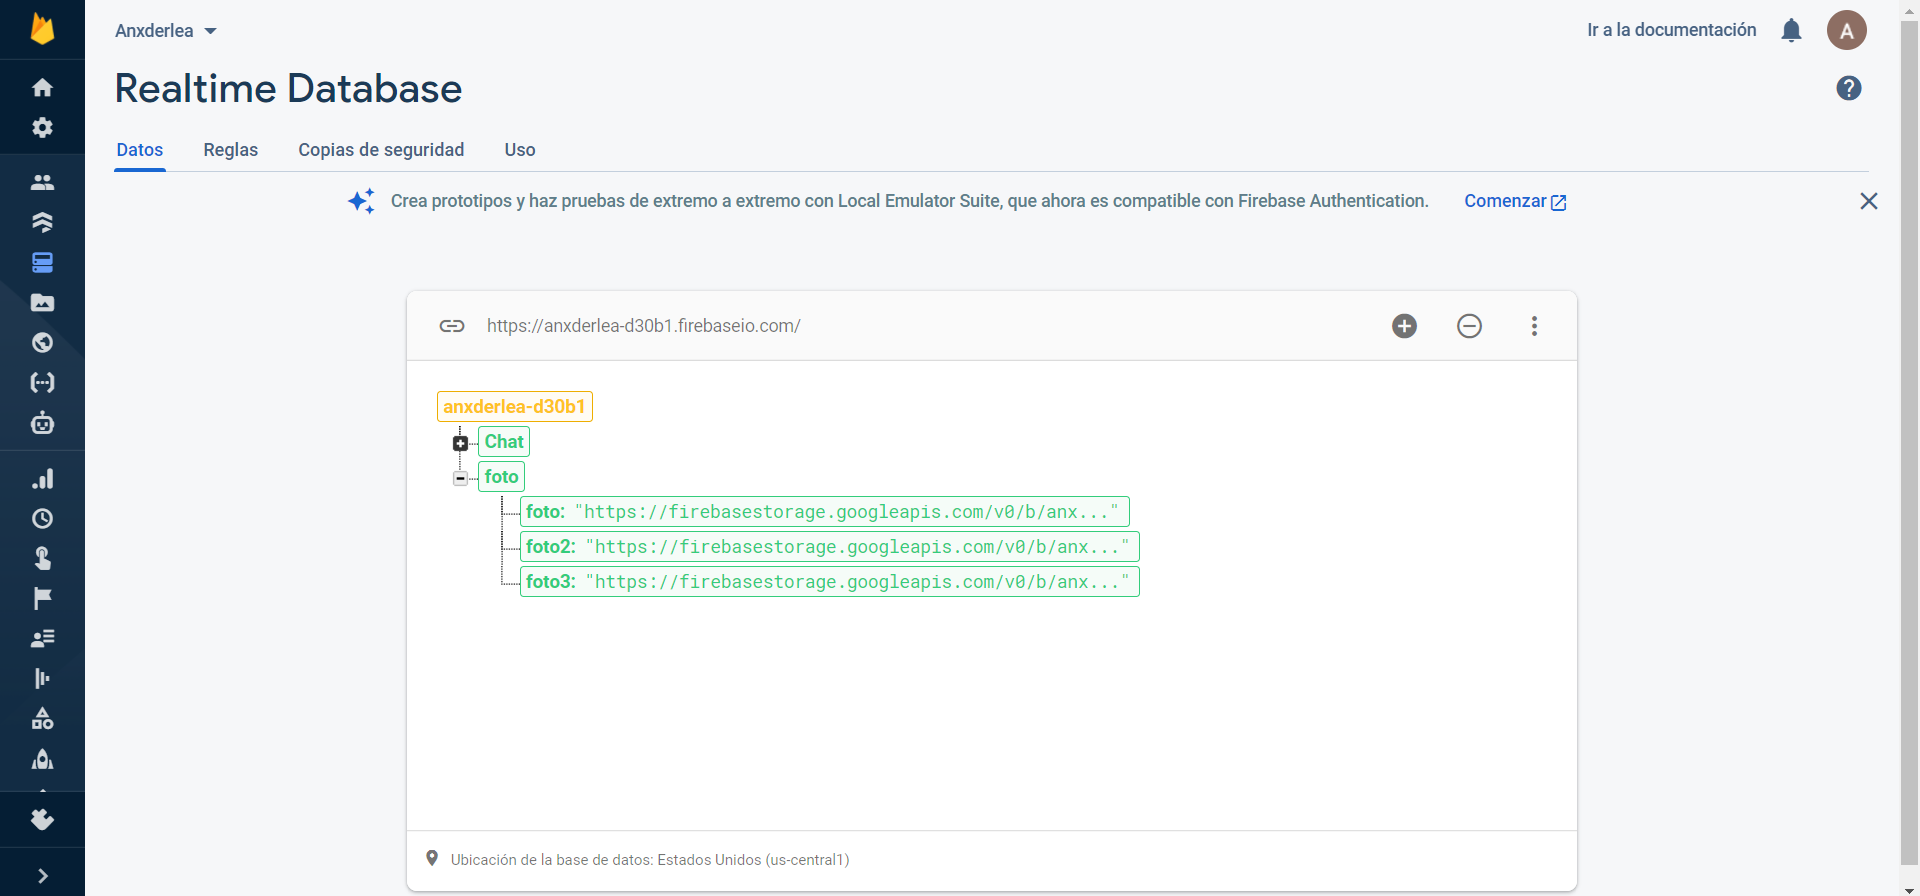 Anxderlea
Ir a la documentación
A
Realtime Database
?
Datos
Reglas
Copias de seguridad
Uso
Crea prototipos y haz pruebas de extremo a extremo con Local Emulator Suite, que ahora es compatible con Firebase Authentication.
Comenzar
https://anxderlea-d30b1.firebaseio.com/
anxderlea-d30b1
Chat
foto
foto: "https://firebasestorage.googleapis.com/v0/b/anx..."
foto2: "https://firebasestorage.googleapis.com/v0/b/anx..."
foto3: "https://firebasestorage.googleapis.com/v0/b/anx..."
Ubicación de la base de datos: Estados Unidos (us-central1)